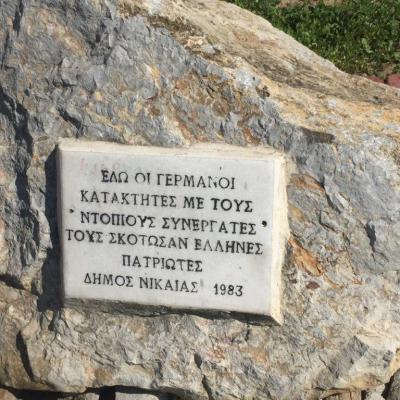 ΕΔΩ ΟΙ ΓΕΡΜΑΝΟΙ
ΚΑΤΑΚΤΗΤΕΣ ΜΕ ΤΟΥΣ
" ΝΤΟΠΙΟΥΣ ΣΥΝΕΡΓΑΤΕΣ "
ΤΟΥΣ ΣΚΟΤΩΣΑΝ ΕΛΛΗΝΕΣ
ΠΑΤΡΙΩΤΕΣ
ΔΗΜΟΣ ΝΙΚΑΙΑΣ 1983